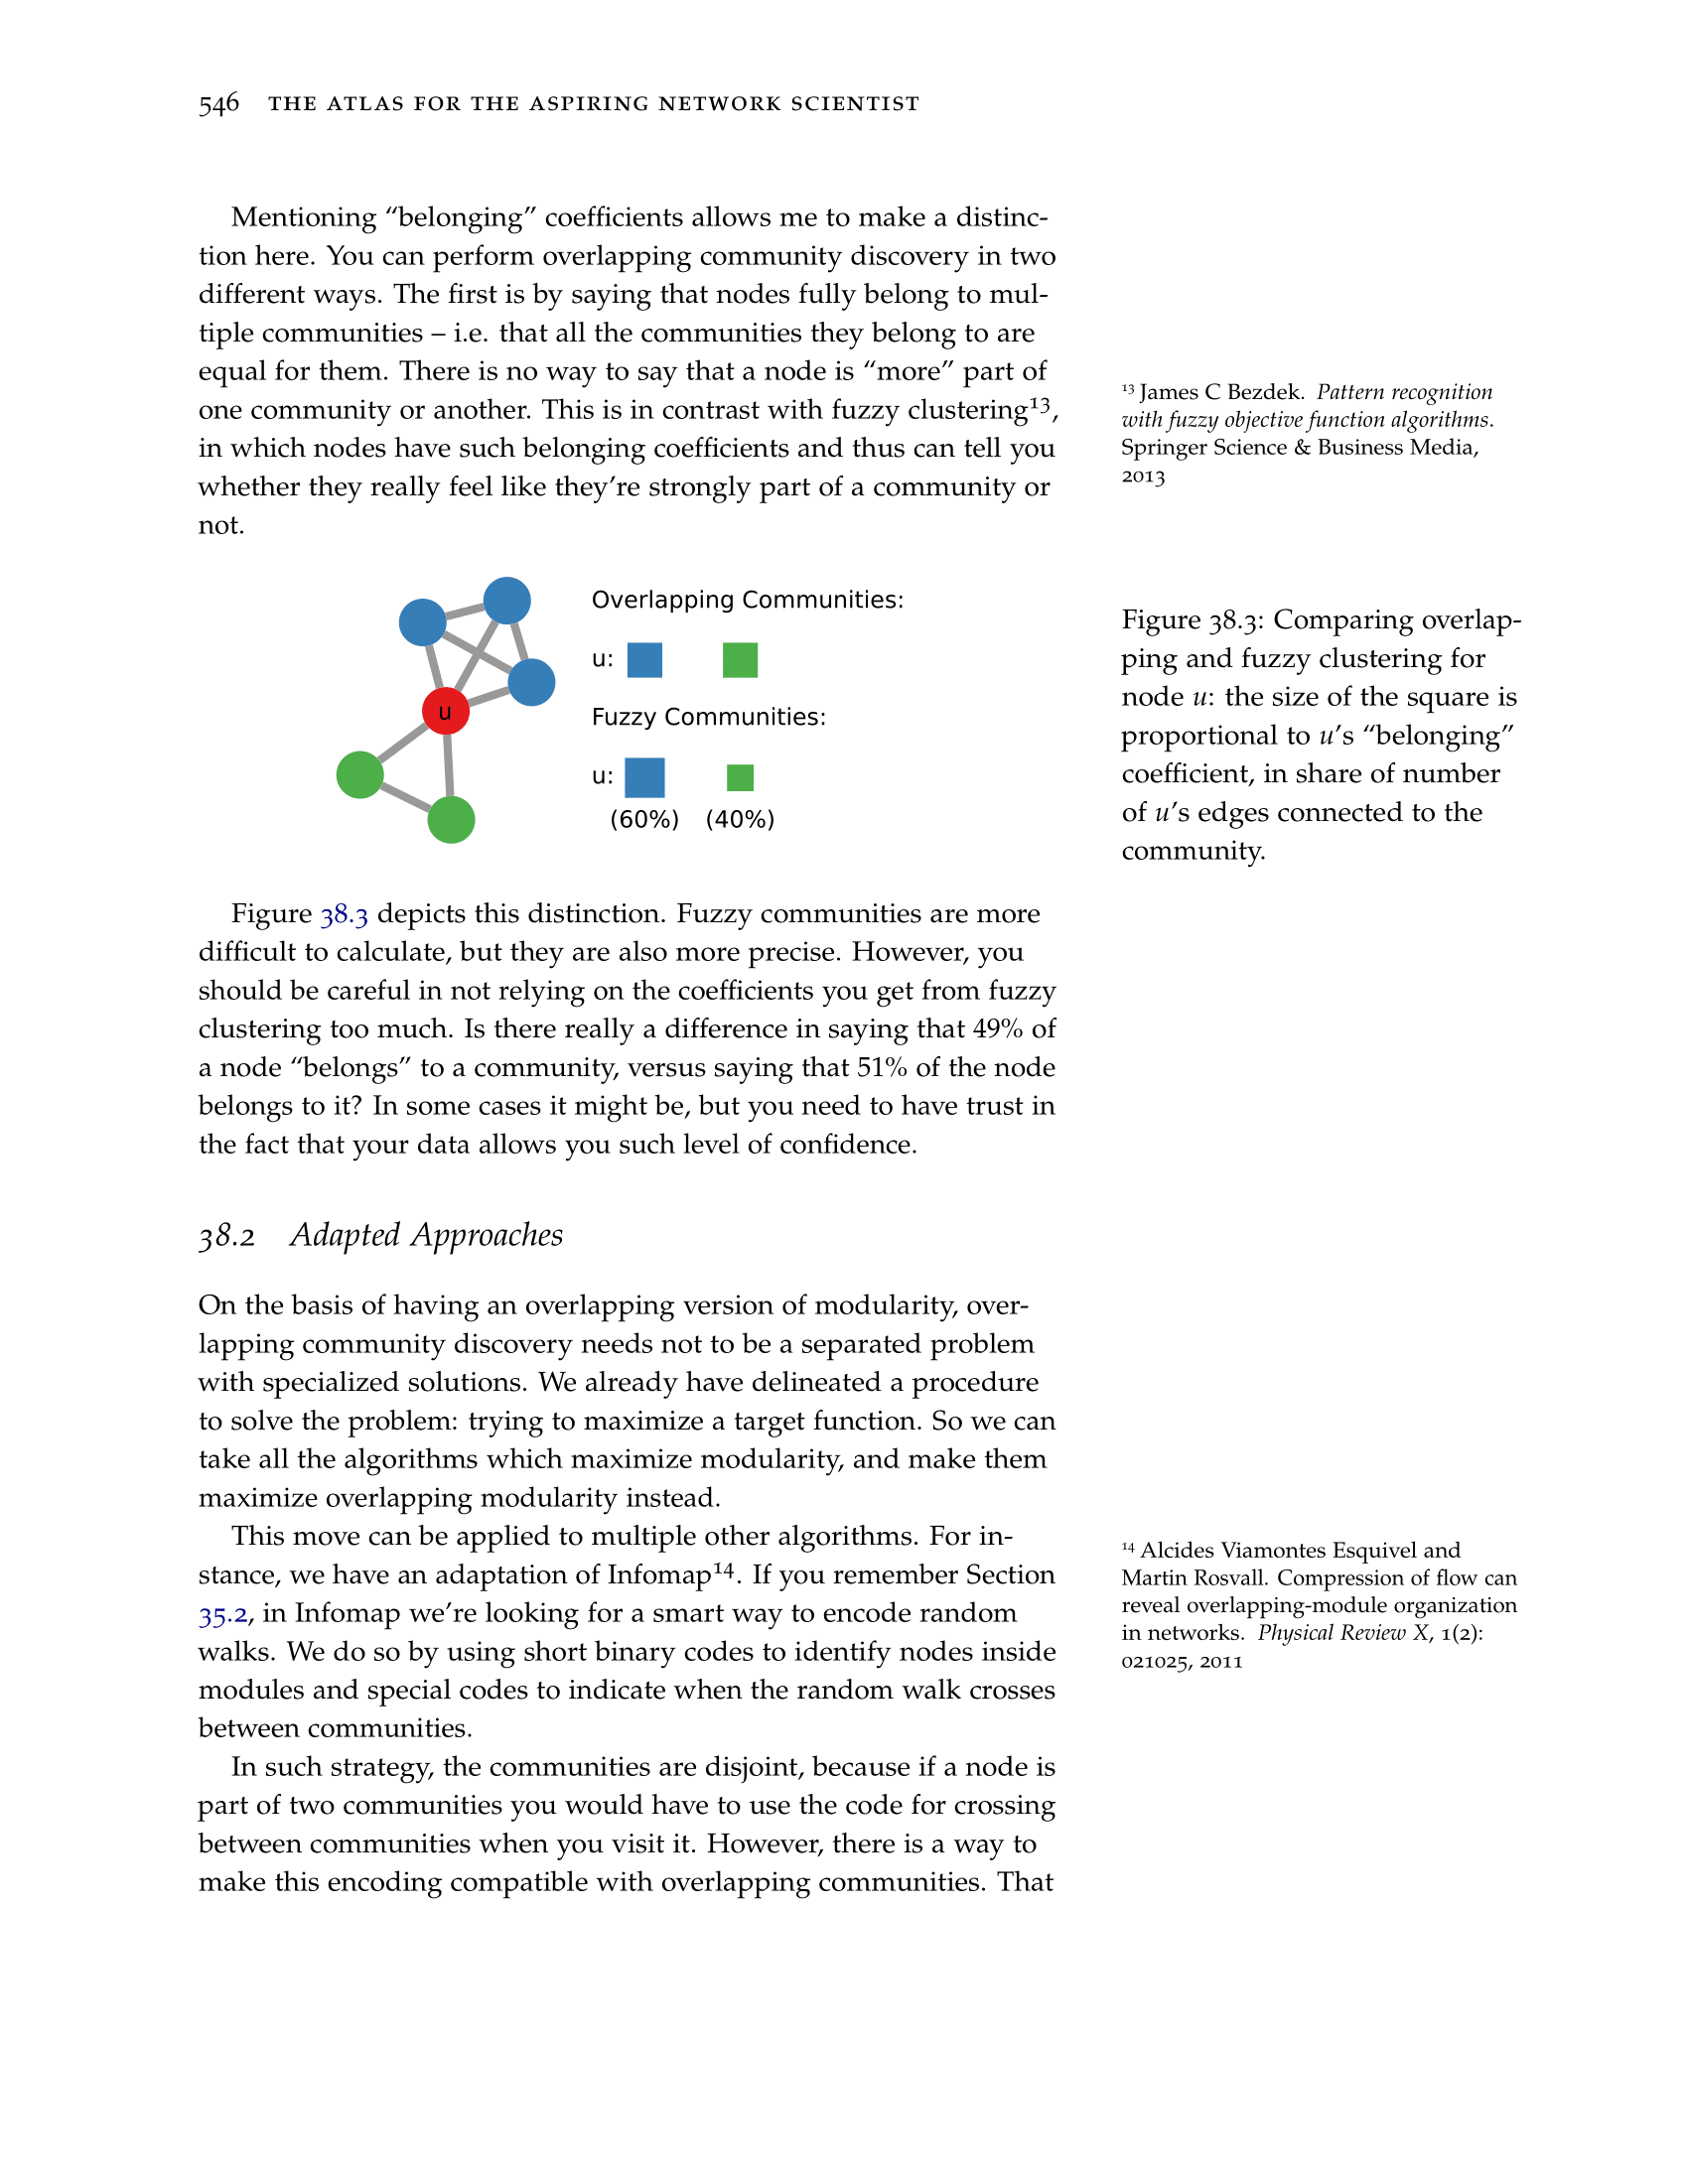 546 THE ATLAS FOR THE ASPIRING NETWORK SCIENTIST
Mentioning “belonging” coefficients allows me to make a distinc-
tion here. You can perform overlapping community discovery in two
different ways. The first is by saying that nodes fully belong to mul-
tiple communities – i.e. that all the communities they belong to are
equal for them. There is no way to say that a node is “more” part of
one community or another. This is in contrast with fuzzy clustering¹³,
in which nodes have such belonging coefficients and thus can tell you
whether they really feel like they’re strongly part of a community or
not.
¹³ James C Bezdek. Pattern recognition
with fuzzy objective function algorithms.
Springer Science & Business Media,
2013
u
Overlapping Communities:
u:
Fuzzy Communities:
u:
(60%) (40%)
Figure 38.3: Comparing overlap-
ping and fuzzy clustering for
node u: the size of the square is
proportional to u’s “belonging”
coefficient, in share of number
of u’s edges connected to the
community.
Figure 38.3 depicts this distinction. Fuzzy communities are more
difficult to calculate, but they are also more precise. However, you
should be careful in not relying on the coefficients you get from fuzzy
clustering too much. Is there really a difference in saying that 49% of
a node “belongs” to a community, versus saying that 51% of the node
belongs to it? In some cases it might be, but you need to have trust in
the fact that your data allows you such level of confidence.
38.2 Adapted Approaches
On the basis of having an overlapping version of modularity, over-
lapping community discovery needs not to be a separated problem
with specialized solutions. We already have delineated a procedure
to solve the problem: trying to maximize a target function. So we can
take all the algorithms which maximize modularity, and make them
maximize overlapping modularity instead.
This move can be applied to multiple other algorithms. For in-
stance, we have an adaptation of Infomap¹⁴. If you remember Section
35.2, in Infomap we’re looking for a smart way to encode random
walks. We do so by using short binary codes to identify nodes inside
modules and special codes to indicate when the random walk crosses
between communities.
¹⁴ Alcides Viamontes Esquivel and
Martin Rosvall. Compression of flow can
reveal overlapping-module organization
in networks. Physical Review X, 1(2):
021025, 2011
In such strategy, the communities are disjoint, because if a node is
part of two communities you would have to use the code for crossing
between communities when you visit it. However, there is a way to
make this encoding compatible with overlapping communities. That